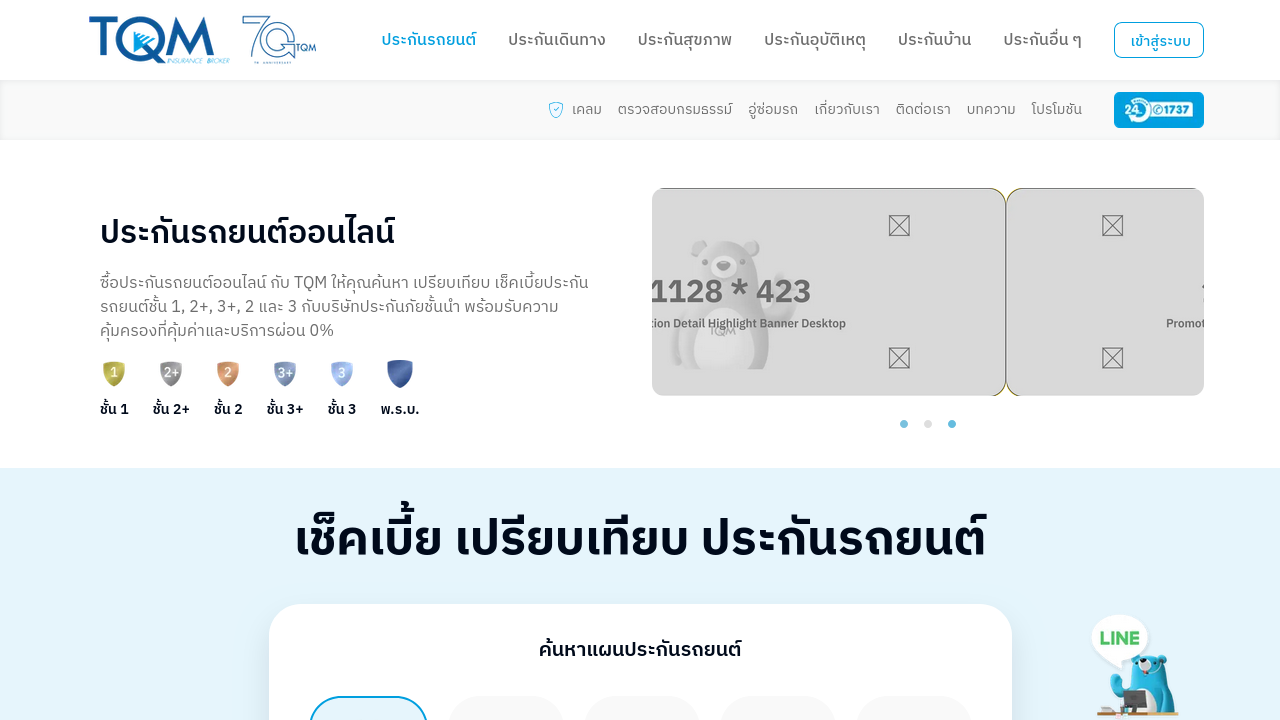 TQM
INSURANCE BROKER
70 TQM
7th ANNIVERSARY
ประกันรถยนต์
ประกันเดินทาง
ประกันสุขภาพ
ประกันอุบัติเหตุ
ประกันบ้าน
ประกันอื่น ๆ
เข้าสู่ระบบ
เคลม
ตรวจสอบกรมธรรม์
อู่ซ่อมรถ
เกี่ยวกับเรา
ติดต่อเรา
บทความ
โปรโมชัน
24 1737
ประกันรถยนต์ออนไลน์
ซื้อประกันรถยนต์ออนไลน์ กับ TQM ให้คุณค้นหา เปรียบเทียบ เช็คเบี้ยประกัน
รถยนต์ชั้น 1, 2+, 3+, 2 และ 3 กับบริษัทประกันภัยชั้นนำ พร้อมรับความ
คุ้มครองที่คุ้มค่าและบริการผ่อน 0%
1 2+ 2 3+ 3
ชั้น 1 ชั้น 2+ ชั้น 2 ชั้น 3+ ชั้น 3 พ.ร.บ.
1128 * 423
tion Detail Highlight Banner Desktop
TQM
Promot
เช็คเบี้ย เปรียบเทียบ ประกันรถยนต์
ค้นหาแผนประกันรถยนต์
LINE